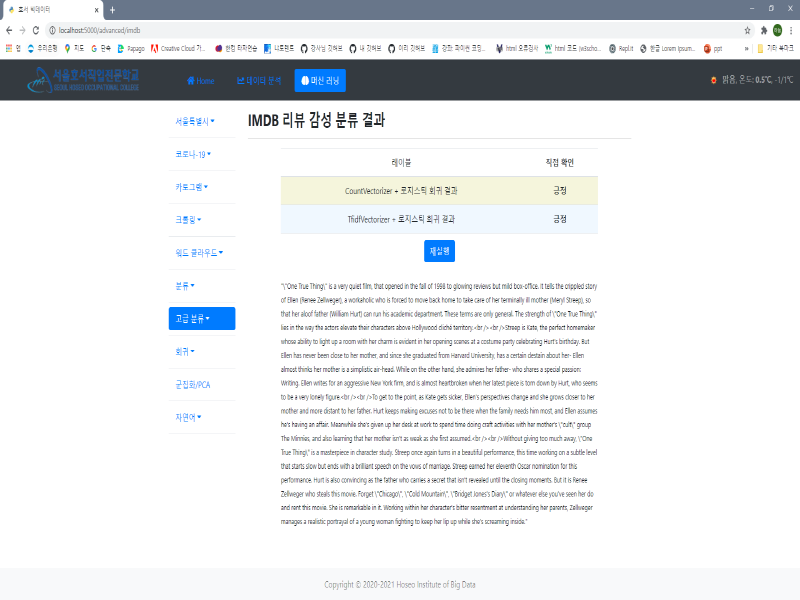 호서 빅데이터
localhost:5000/advanced/imdb
앱
우리은행
지도
단축
Papago
Creative Cloud 가...
한컴 타자연습
니트렌드
강사님 깃허브
내 깃허브
이리 깃허브
html 오류검사
html 코드 (w3scho...
Repl.it
한글 Lorem Ipsum...
ppt
»
기타 북마크
서울호서직업전문학교
SEOUL HOSEO OCCUPATIONAL COLLEGE
Home
데이터 분석
머신 러닝
맑음, 온도: 0.5℃, -1/1℃
서울특별시
코로나-19
카토그램
크롤링
워드 클라우드
분류
고급 분류
회귀
군집화/PCA
자연어
IMDB 리뷰 감성 분류 결과
레이블 직접 확인
CountVectorizer + 로지스틱 회귀 결과 긍정
TfidfVectorizer + 로지스틱 회귀 결과 긍정
재실행
"\"One True Thing\" is a very quiet film, that opened in the fall of 1998 to glowing reviews but mild box-office. It tells the crippled story
of Ellen (Renee Zellweger), a workaholic who is forced to move back home to take care of her terminally ill mother (Meryl Streep), so
that her aloof father (William Hurt) can run his academic department. These terms are only general. The strength of \"One True Thing\"
lies in the way the actors elevate their characters above Hollywood cliché territory.<br /><br />Streep is Kate, the perfect homemaker
whose ability to light up a room with her charm is evident in her opening scenes at a costume party celebrating Hurt's birthday. But
Ellen has never been close to her mother, and since she graduated from Harvard University, has a certain destain about her- Ellen
almost thinks her mother is a simplistic air-head. While on the other hand, she admires her father- who shares a special passion:
Writing. Ellen writes for an aggressive New York firm, and is almost heartbroken when her latest piece is torn down by Hurt, who seems
to be a very lonely figure.<br /><br />To get to the point, as Kate gets sicker, Ellen's perspectives change and she grows closer to her
mother and more distant to her father. Hurt keeps making excuses not to be there when the family needs him most, and Ellen assumes
he's having an affair. Meanwhile she's given up her desk at work to spend time doing craft activities with her mother's \"cult\" group
The Minnies, and also learning that her mother isn't as weak as she first assumed.<br /><br />Without giving too much away, \"One
True Thing\" is a masterpiece in character study. Streep once again turns in a beautiful performance, this time working on a subtle level
that starts slow but ends with a brilliant speech on the vows of marriage. Streep earned her eleventh Oscar nomination for this
performance. Hurt is also convincing as the father who carries a secret that isn't revealed until the closing moments. But it is Renee
Zellweger who steals this movie. Forget \"Chicago\", \"Cold Mountain\", \"Bridget Jones's Diary\" or whatever else you've seen her do
and rent this movie. She is remarkable in it. Working within her character's bitter resentment at understanding her parents, Zellweger
manages a realistic portrayal of a young woman fighting to keep her lip up while she's screaming inside."
Copyright © 2020-2021 Hoseo Institute of Big Data